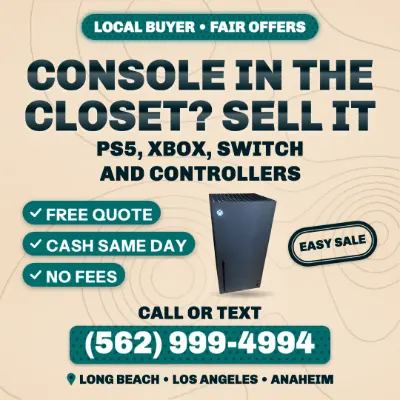 LOCAL BUYER • FAIR OFFERS
CONSOLE IN THE
CLOSET? SELL IT
PS5, XBOX, SWITCH
AND CONTROLLERS
✓ FREE QUOTE
✓ CASH SAME DAY
✓ NO FEES
EASY SALE
CALL OR TEXT
(562) 999-4994
LONG BEACH • LOS ANGELES • ANAHEIM